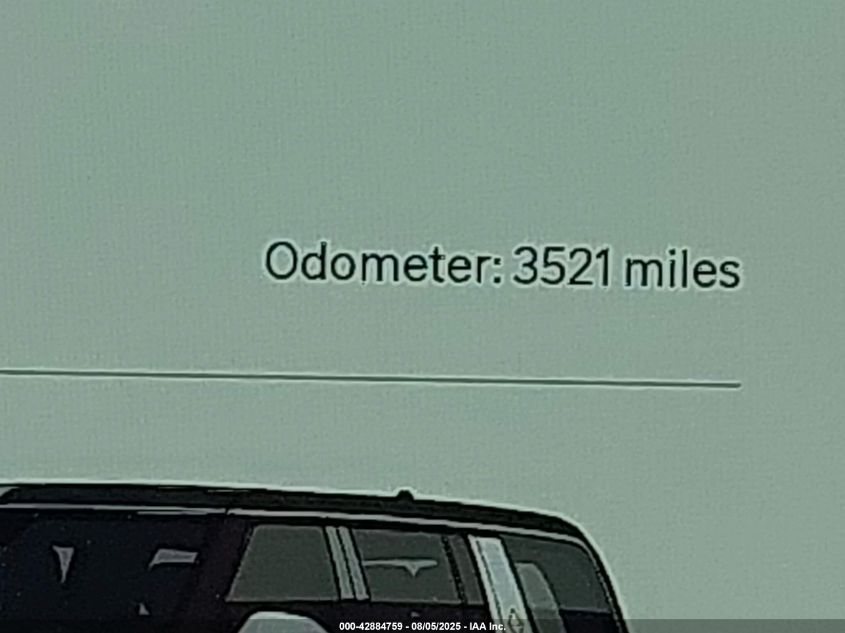 Odometer: 3521 miles
000-42884759 - 08/05/2025 - IAA Inc.